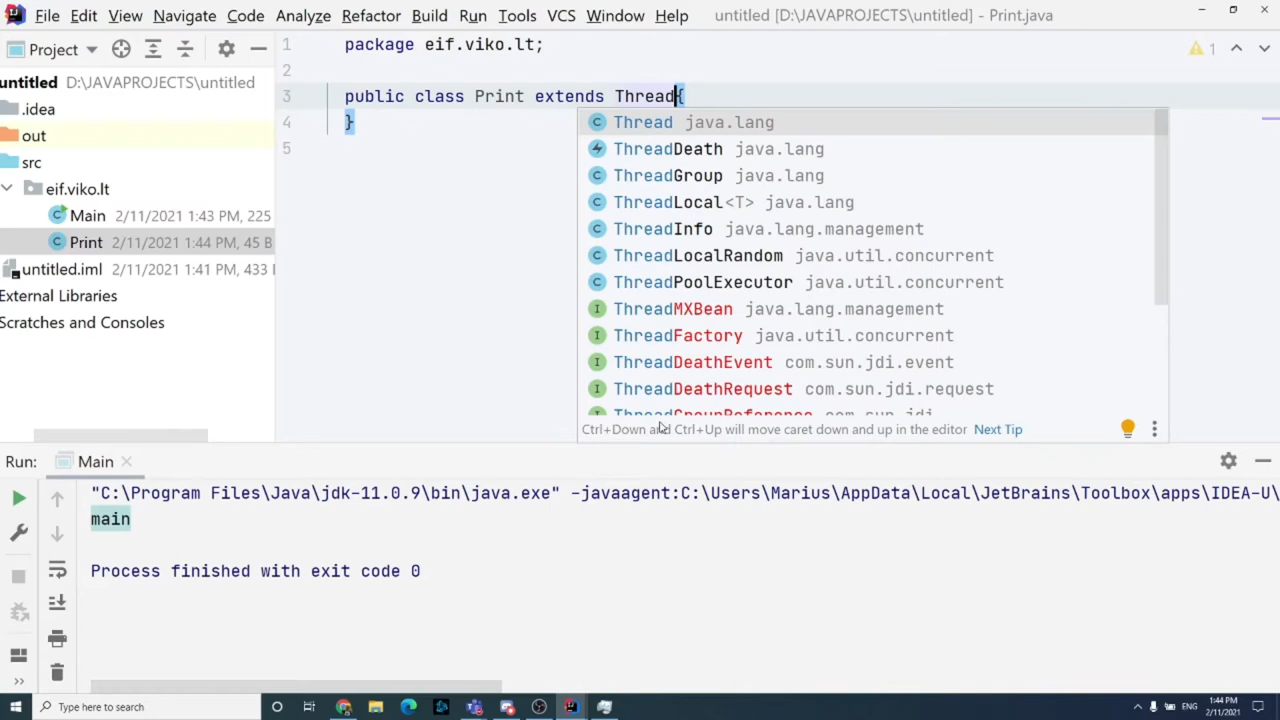 File Edit View Navigate Code Analyze Refactor Build Run Tools VCS Window Help untitled [D:\JAVAPROJECTS\untitled] - Print.java
Project
1 package eif.viko.lt; 1
2
untitled D:\JAVAPROJECTS\untitled
3 public class Print extends Thread{
.idea
4 }
Thread java.lang
out
5
ThreadDeath java.lang
src
ThreadGroup java.lang
eif.viko.lt
ThreadLocal<T> java.lang
Main 2/11/2021 1:43 PM, 225
ThreadInfo java.lang.management
Print 2/11/2021 1:44 PM, 45 B
ThreadLocalRandom java.util.concurrent
untitled.iml 2/11/2021 1:41 PM, 433
ThreadPoolExecutor java.util.concurrent
External Libraries
ThreadMXBean java.lang.management
Scratches and Consoles
ThreadFactory java.util.concurrent
ThreadDeathEvent com.sun.jdi.event
ThreadDeathRequest com.sun.jdi.request
ThreadGroupReference com.sun.jdi
Ctrl+Down and Ctrl+Up will move caret down and up in the editor Next Tip
Run: Main
"C:\Program Files\Java\jdk-11.0.9\bin\java.exe" -javaagent:C:\Users\Marius\AppData\Local\JetBrains\Toolbox\apps\IDEA-U\
main
Process finished with exit code 0
Type here to search
ENG
1:44 PM
2/11/2021